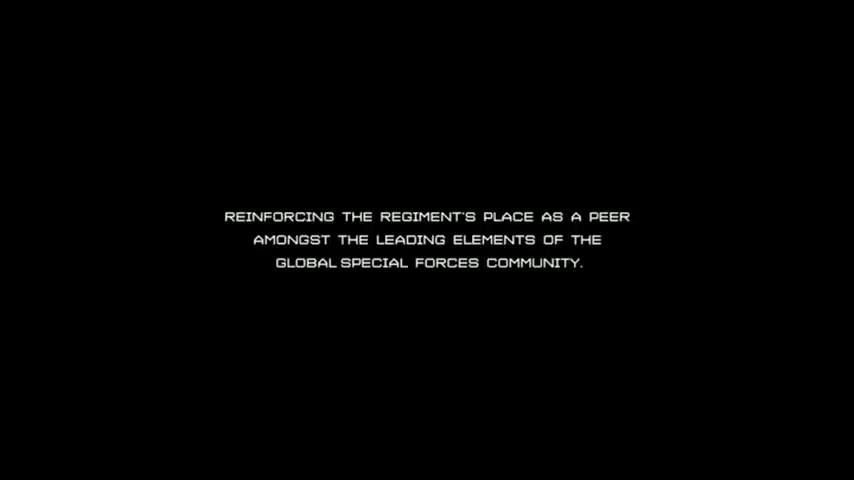 REINFORCING THE REGIMENT'S PLACE AS A PEER
AMONGST THE LEADING ELEMENTS OF THE
GLOBAL SPECIAL FORCES COMMUNITY.